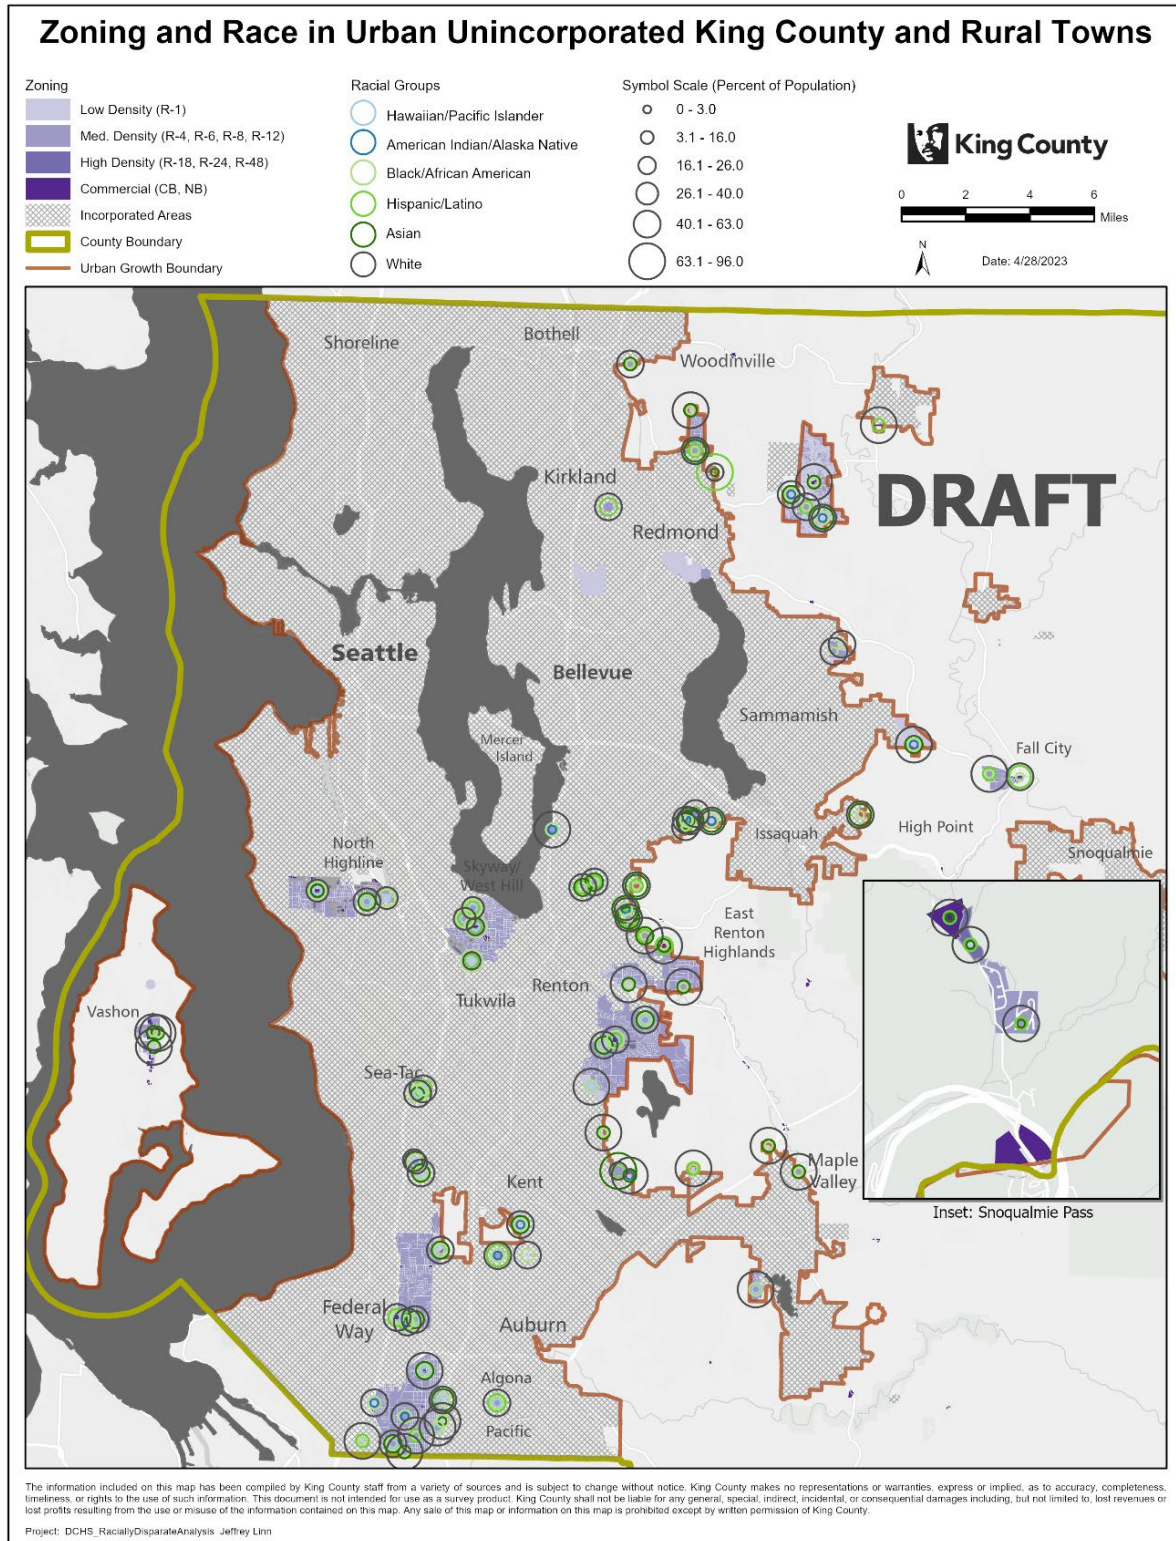 Zoning and Race in Urban Unincorporated King County and Rural Towns
Zoning
Low Density (R-1)
Med. Density (R-4, R-6, R-8, R-12)
High Density (R-18, R-24, R-48)
Commercial (CB, NB)
Incorporated Areas
County Boundary
Urban Growth Boundary
Racial Groups
Hawaiian/Pacific Islander
American Indian/Alaska Native
Black/African American
Hispanic/Latino
Asian
White
Symbol Scale (Percent of Population)
0 - 3.0
3.1 - 16.0
16.1 - 26.0
26.1 - 40.0
40.1 - 63.0
63.1 - 96.0
King County
0 2 4 6
Miles
N
Date: 4/28/2023
Shoreline
Bothell
Woodinville
Kirkland
DRAFT
Redmond
Seattle
Bellevue
Sammamish
Mercer
Island
Fall City
North
Highline
Skyway/
West Hill
Issaquah
High Point
Snoqualmie
East
Renton
Highlands
Vashon
Tukwila
Renton
Sea-Tac
Kent
Maple
Valley
Inset: Snoqualmie Pass
Federal
Way
Auburn
Algona
Pacific
The information included on this map has been compiled by King County staff from a variety of sources and is subject to change without notice. King County makes no representations or warranties, express or implied, as to accuracy, completeness,
timeliness, or rights to the use of such information. This document is not intended for use as a survey product. King County shall not be liable for any general, special, indirect, incidental, or consequential damages including, but not limited to, lost revenues or
lost profits resulting from the use or misuse of the information contained on this map. Any sale of this map or information on this map is prohibited except by written permission of King County.
Project: DCHS_RaciallyDisparateAnalysis Jeffrey Linn